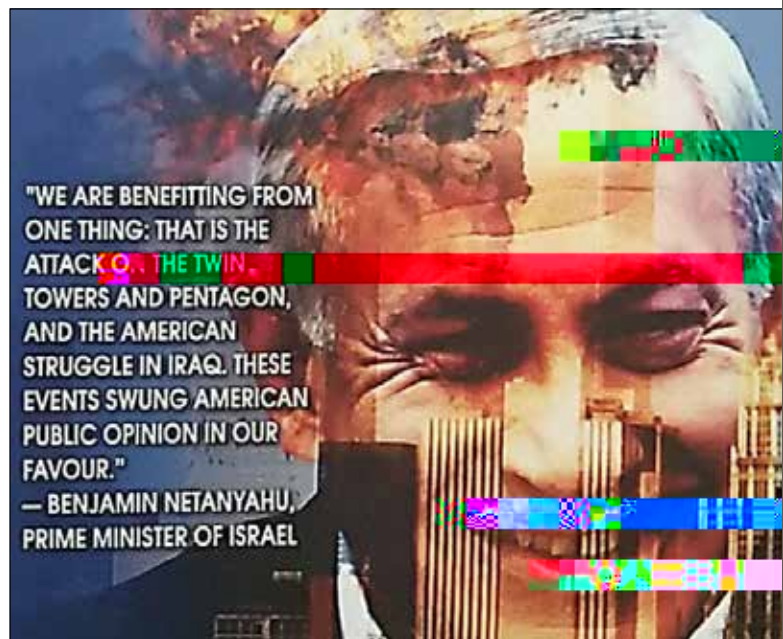 "WE ARE BENEFITTING FROM
ONE THING: THAT IS THE
ATTACK ON THE TWIN
TOWERS AND PENTAGON,
AND THE AMERICAN
STRUGGLE IN IRAQ. THESE
EVENTS SWUNG AMERICAN
PUBLIC OPINION IN OUR
FAVOUR."
— BENJAMIN NETANYAHU,
PRIME MINISTER OF ISRAEL